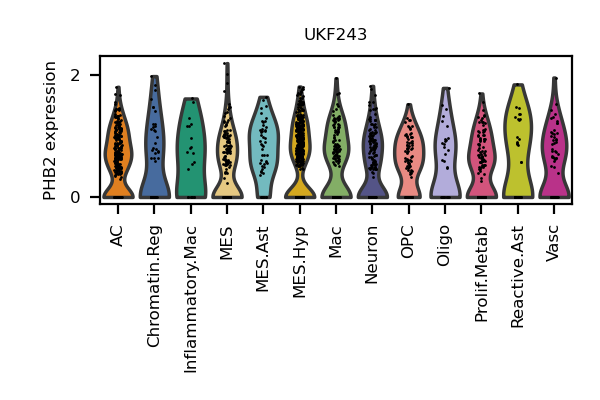 UKF243
PHB2 expression
2
0
AC
Chromatin.Reg
Inflammatory.Mac
MES
MES.Ast
MES.Hyp
Mac
Neuron
OPC
Oligo
Prolif.Metab
Reactive.Ast
Vasc